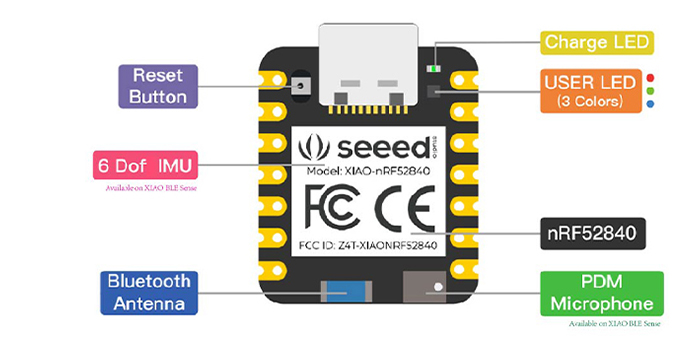 Charge LED
Reset
Button
USER LED
(3 Colors)
seeed
studio
6 Dof IMU
Available on XIAO BLE Sense
Model: XIAO-nRF52840
FC CE
FCC ID: Z4T-XIAONRF52840
nRF52840
Bluetooth
Antenna
PDM
Microphone
Available on XIAO BLE Sense